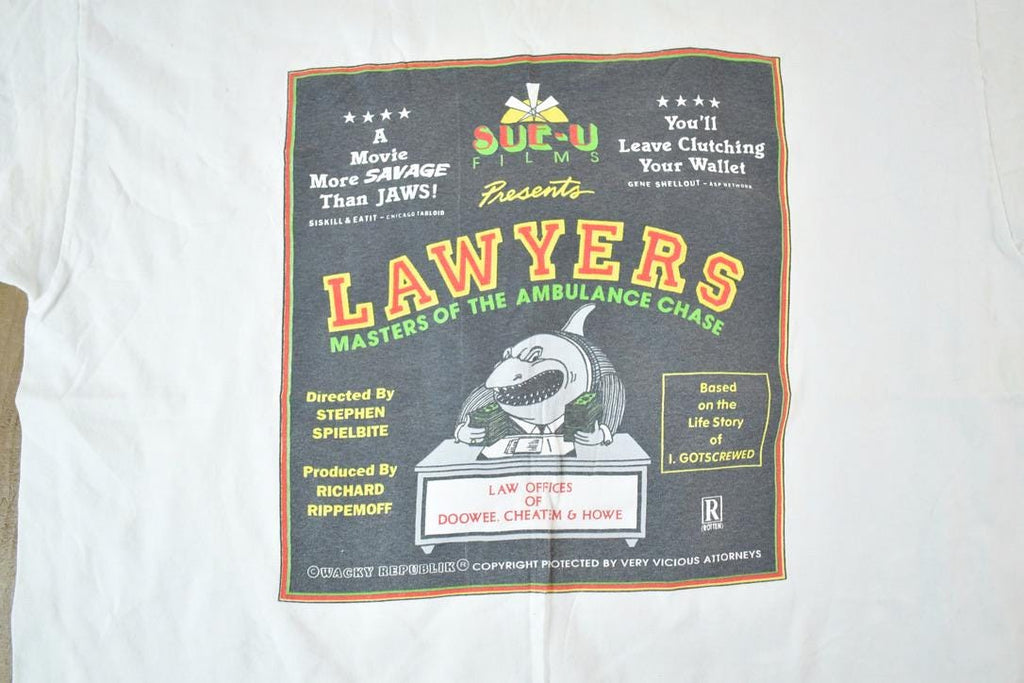 ★★★★
A
Movie
More SAVAGE
Than JAWS!
SISKILL & EATIT - CHICAGO TABLOID
SUE-U
FILMS
Presents
★★★★
You'll
Leave Clutching
Your Wallet
GENE SHELLOUT - ASP NETWORK
LAWYERS
MASTERS OF THE AMBULANCE CHASE
Directed By
STEPHEN
SPIELBITE
Produced By
RICHARD
RIPPEMOFF
Based
on the
Life Story
of
I. GOTSCREWED
LAW OFFICES
OF
DOOWEE, CHEATEM & HOWE
R
(ROTTEN)
©WACKY REPUBLIK® COPYRIGHT PROTECTED BY VERY VICIOUS ATTORNEYS